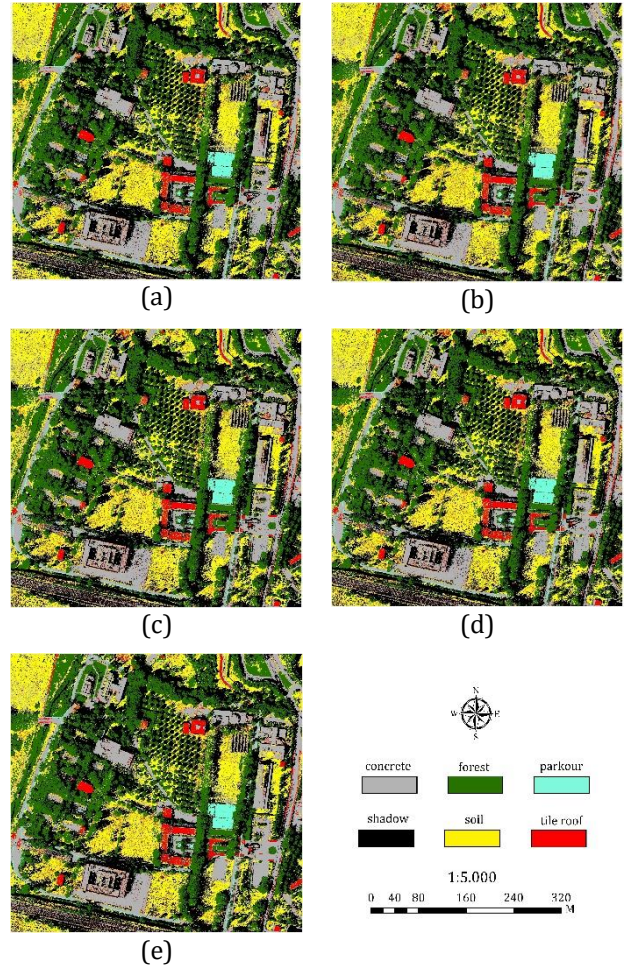 (a)
(b)
(c)
(d)
(e)
N
W E
S
concrete forest parkour
shadow soil tile roof
1:5.000
0 40 80 160 240 320
M